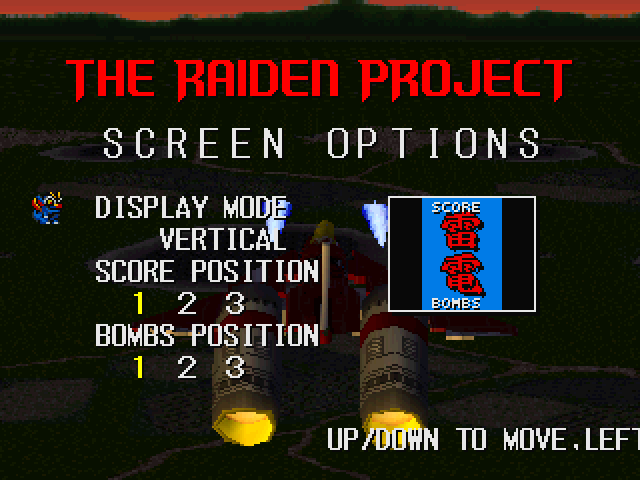 THE RAIDEN PROJECT
SCREEN OPTIONS
DISPLAY MODE
VERTICAL
SCORE POSITION
1 2 3
BOMBS POSITION
1 2 3
SCORE
雷
電
BOMBS
UP/DOWN TO MOVE.LEFT